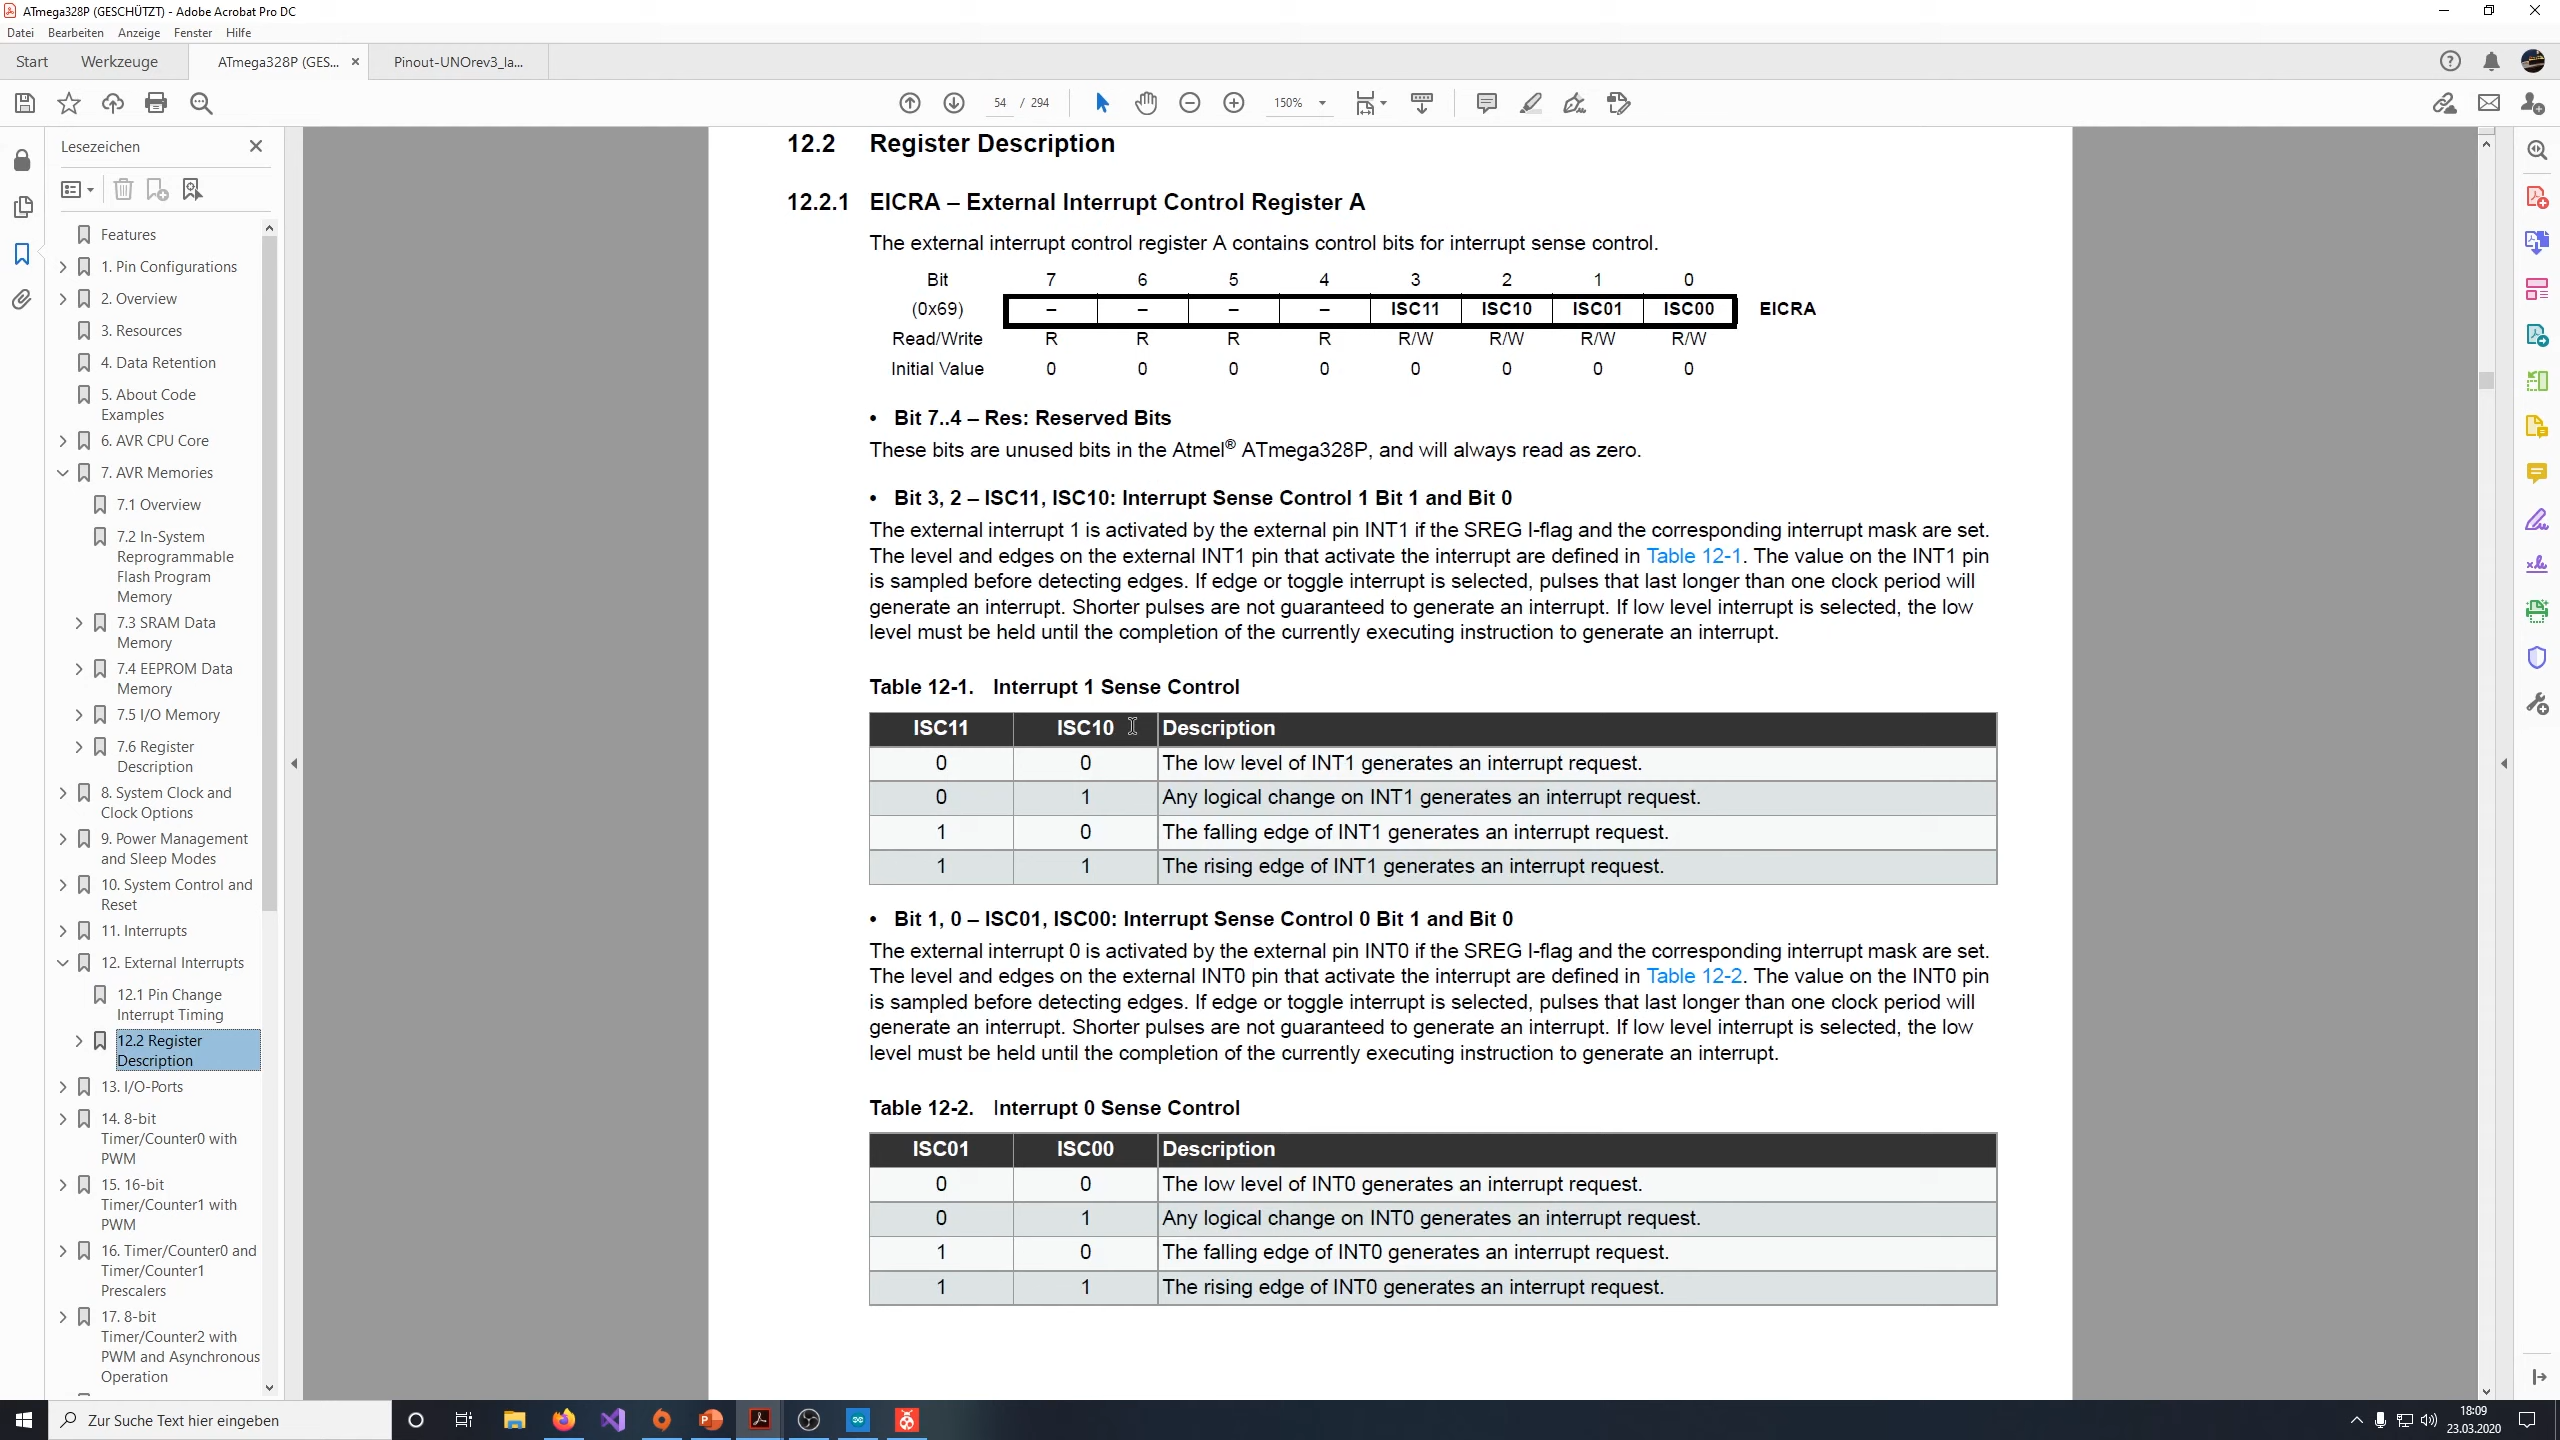 ATmega328P (GESCHÜTZT) - Adobe Acrobat Pro DC
Datei Bearbeiten Anzeige Fenster Hilfe
Start Werkzeuge ATmega328P (GES... Pinout-UNOrev3_la...
54 / 294 150%
Lesezeichen
Features
1. Pin Configurations
2. Overview
3. Resources
4. Data Retention
5. About Code
Examples
6. AVR CPU Core
7. AVR Memories
7.1 Overview
7.2 In-System
Reprogrammable
Flash Program
Memory
7.3 SRAM Data
Memory
7.4 EEPROM Data
Memory
7.5 I/O Memory
7.6 Register
Description
8. System Clock and
Clock Options
9. Power Management
and Sleep Modes
10. System Control and
Reset
11. Interrupts
12. External Interrupts
12.1 Pin Change
Interrupt Timing
12.2 Register
Description
13. I/O-Ports
14. 8-bit
Timer/Counter0 with
PWM
15. 16-bit
Timer/Counter1 with
PWM
16. Timer/Counter0 and
Timer/Counter1
Prescalers
17. 8-bit
Timer/Counter2 with
PWM and Asynchronous
Operation
12.2 Register Description
12.2.1 EICRA – External Interrupt Control Register A
The external interrupt control register A contains control bits for interrupt sense control.
Bit 7 6 5 4 3 2 1 0
(0x69) – – – – ISC11 ISC10 ISC01 ISC00 EICRA
Read/Write R R R R R/W R/W R/W R/W
Initial Value 0 0 0 0 0 0 0 0
• Bit 7..4 – Res: Reserved Bits
These bits are unused bits in the Atmel® ATmega328P, and will always read as zero.
• Bit 3, 2 – ISC11, ISC10: Interrupt Sense Control 1 Bit 1 and Bit 0
The external interrupt 1 is activated by the external pin INT1 if the SREG I-flag and the corresponding interrupt mask are set.
The level and edges on the external INT1 pin that activate the interrupt are defined in Table 12-1. The value on the INT1 pin
is sampled before detecting edges. If edge or toggle interrupt is selected, pulses that last longer than one clock period will
generate an interrupt. Shorter pulses are not guaranteed to generate an interrupt. If low level interrupt is selected, the low
level must be held until the completion of the currently executing instruction to generate an interrupt.
Table 12-1. Interrupt 1 Sense Control
ISC11 ISC10 Description
0 0 The low level of INT1 generates an interrupt request.
0 1 Any logical change on INT1 generates an interrupt request.
1 0 The falling edge of INT1 generates an interrupt request.
1 1 The rising edge of INT1 generates an interrupt request.
• Bit 1, 0 – ISC01, ISC00: Interrupt Sense Control 0 Bit 1 and Bit 0
The external interrupt 0 is activated by the external pin INT0 if the SREG I-flag and the corresponding interrupt mask are set.
The level and edges on the external INT0 pin that activate the interrupt are defined in Table 12-2. The value on the INT0 pin
is sampled before detecting edges. If edge or toggle interrupt is selected, pulses that last longer than one clock period will
generate an interrupt. Shorter pulses are not guaranteed to generate an interrupt. If low level interrupt is selected, the low
level must be held until the completion of the currently executing instruction to generate an interrupt.
Table 12-2. Interrupt 0 Sense Control
ISC01 ISC00 Description
0 0 The low level of INT0 generates an interrupt request.
0 1 Any logical change on INT0 generates an interrupt request.
1 0 The falling edge of INT0 generates an interrupt request.
1 1 The rising edge of INT0 generates an interrupt request.
Zur Suche Text hier eingeben
18:09
23.03.2020